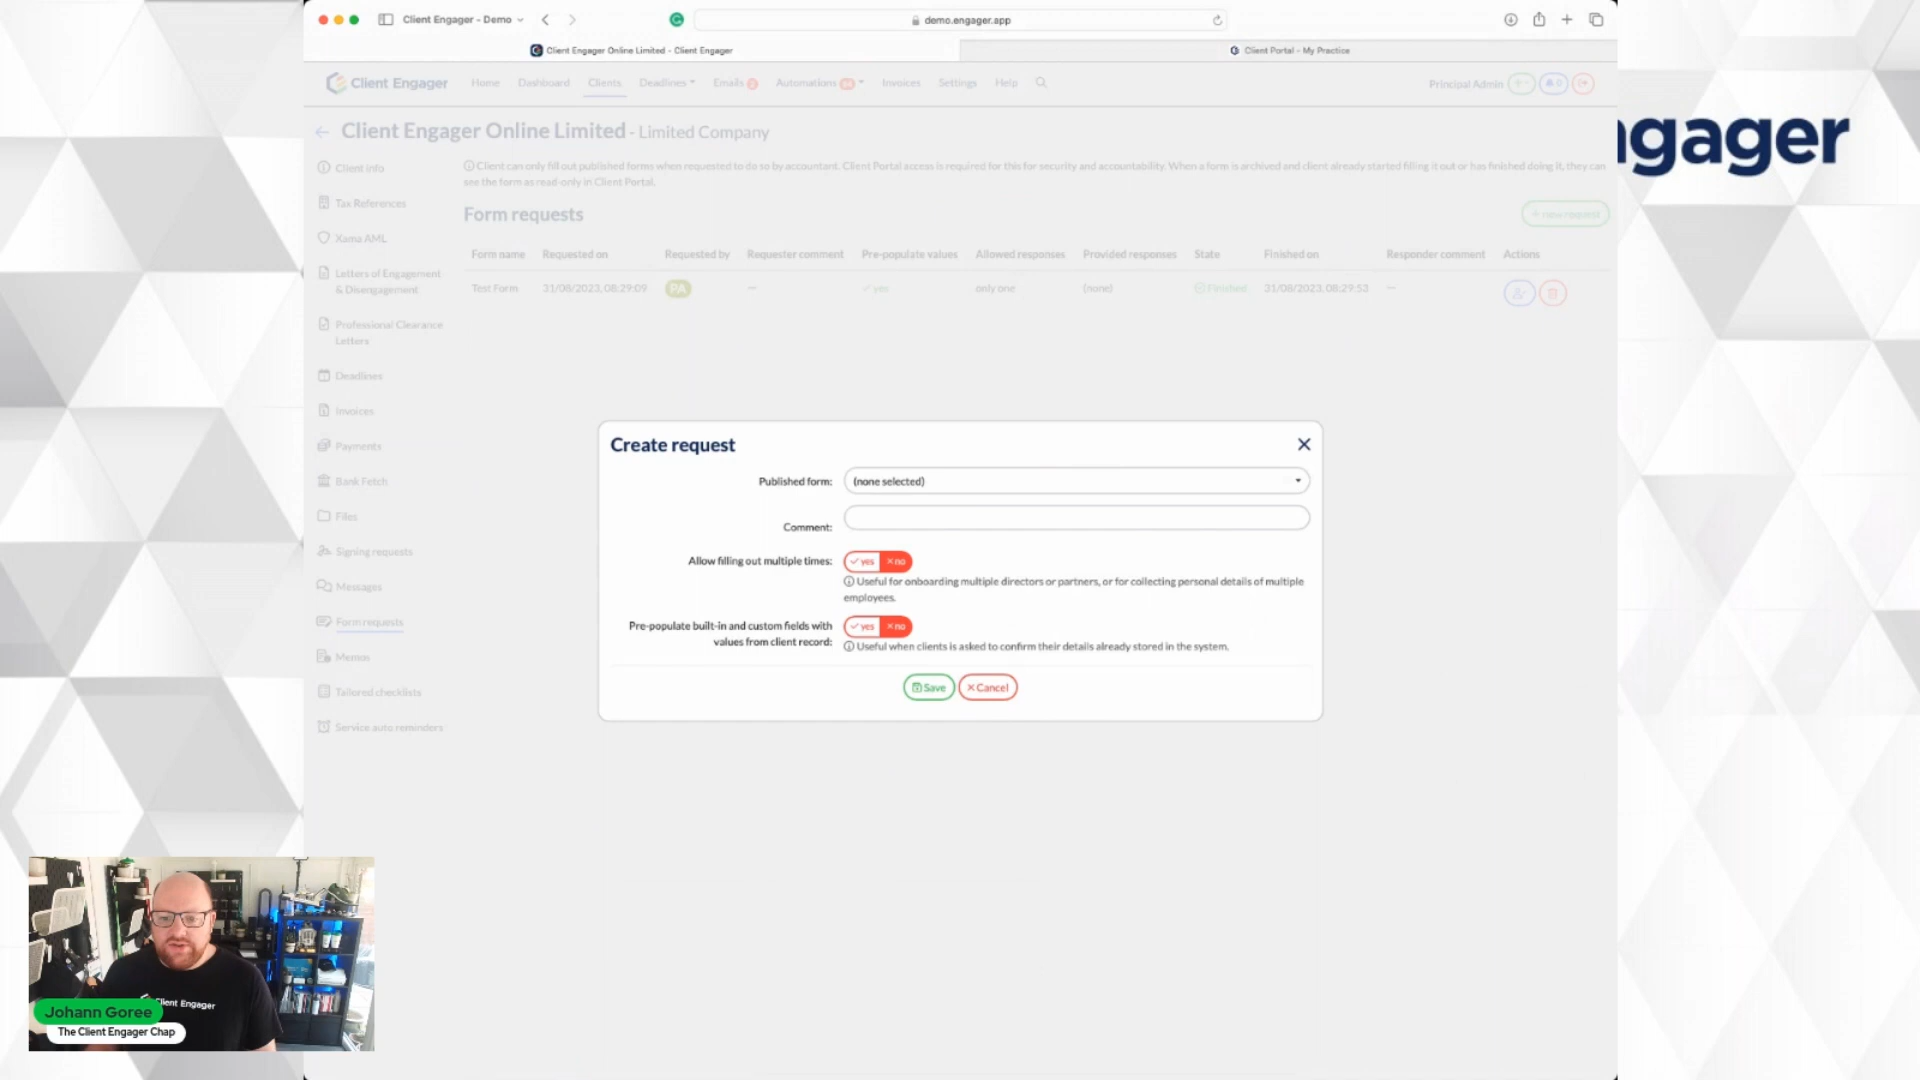 Client Engager - Demo
demo.engager.app
Client Engager Online Limited - Client Engager
Client Portal - My Practice
Client Engager
Home
Dashboard
Clients
Deadlines
Emails
Automations
Invoices
Settings
Help
Principal Admin
ngager
Client Engager Online Limited - Limited Company
Client info
Tax References
Xama AML
Letters of Engagement
& Disengagement
Professional Clearance
Letters
Deadlines
Invoices
Payments
Bank Fetch
Files
Signing requests
Messages
Form requests
Memos
Tailored checklists
Service auto reminders
Client can only fill out published forms when requested to do so by accountant. Client Portal access is required for this for security and accountability. When a form is archived and client already started filling it out or has finished doing it, they can
see the form as read-only in Client Portal.
Form requests
+ new request
Form name Requested on Requested by Requester comment Pre-populate values Allowed responses Provided responses State Finished on Responder comment Actions
Test Form 31/08/2023, 08:29:09 PA — yes only one (none) Finished 31/08/2023, 08:29:53 —
Create request
Published form: (none selected)
Comment:
Allow filling out multiple times: yes no
Useful for onboarding multiple directors or partners, or for collecting personal details of multiple
employees.
Pre-populate built-in and custom fields with
values from client record: yes no
Useful when clients is asked to confirm their details already stored in the system.
Save
Cancel
Client Engager
Johann Goree
The Client Engager Chap